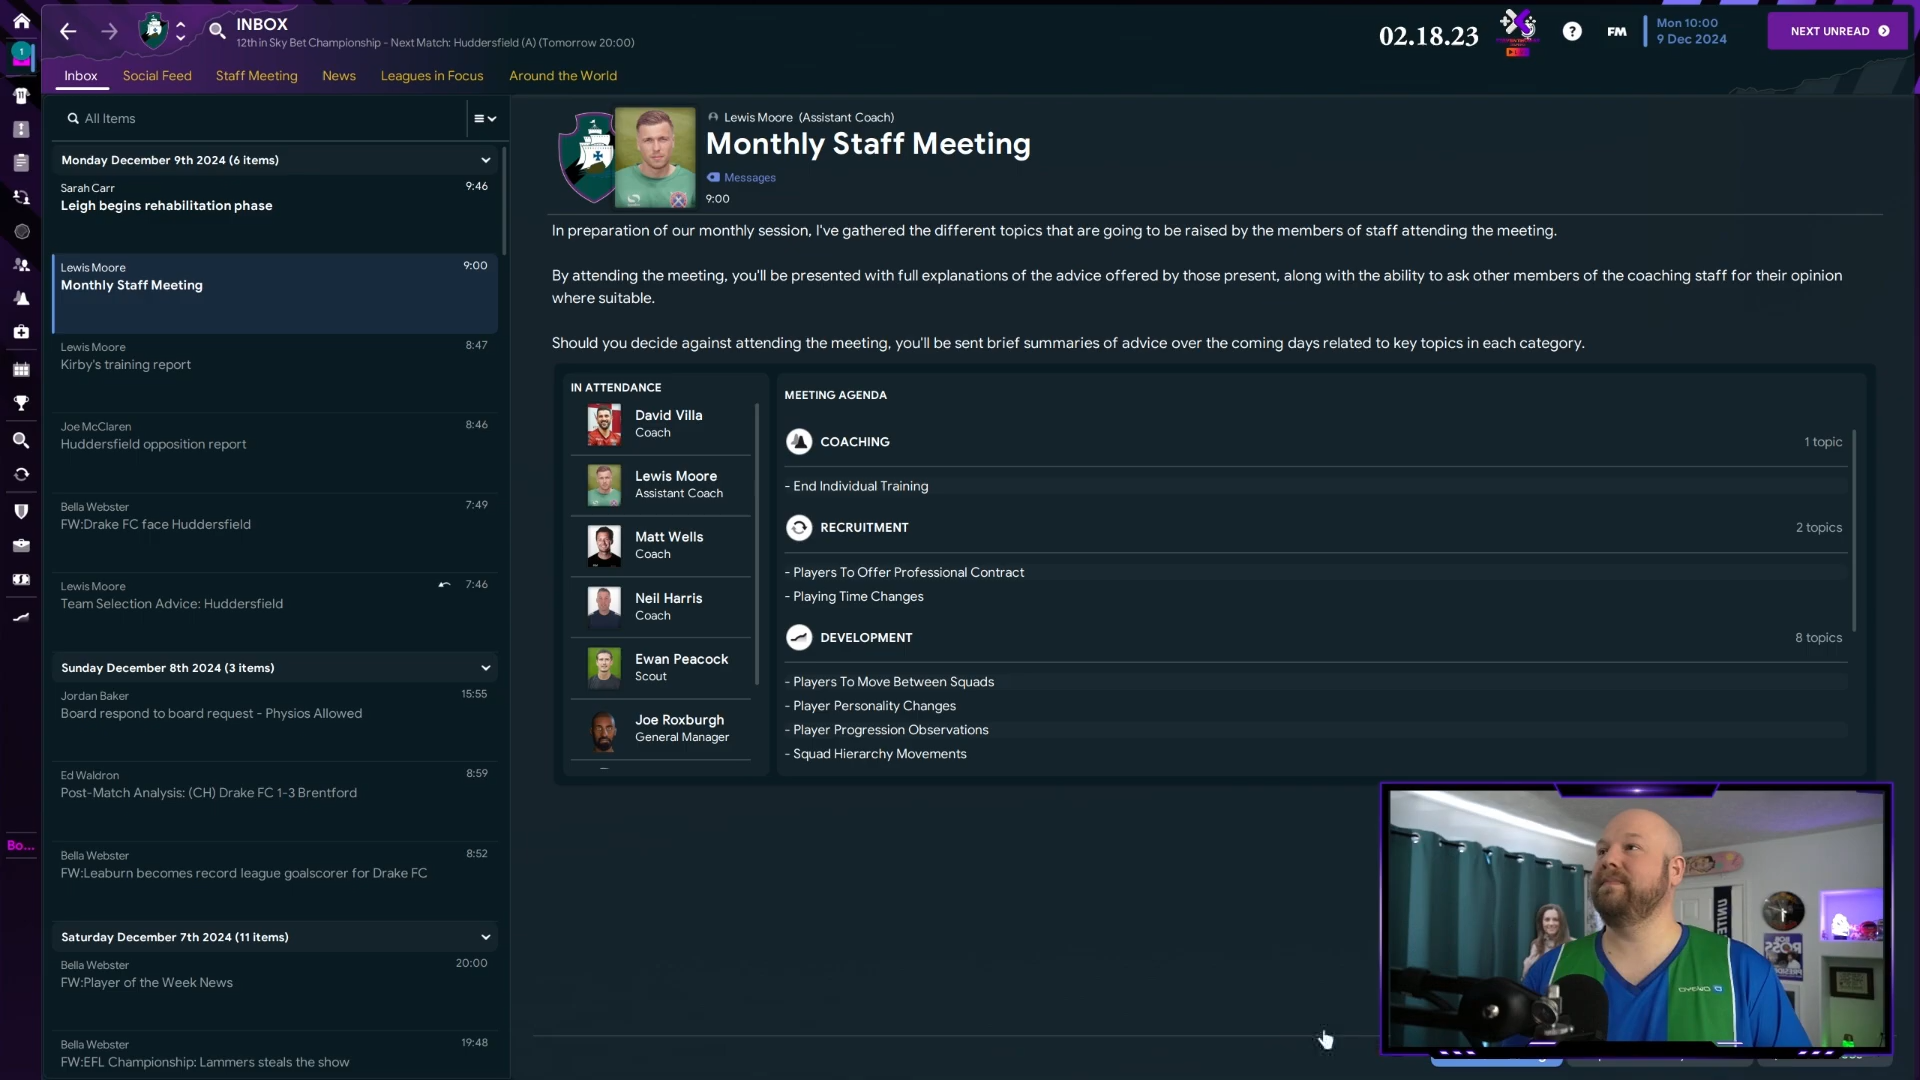 INBOX
12th in Sky Bet Championship - Next Match: Huddersfield (A) (Tomorrow 20:00)
02.18.23
FM
Mon 10:00
9 Dec 2024
NEXT UNREAD
1
Inbox
Social Feed
Staff Meeting
News
Leagues in Focus
Around the World
All Items
Monday December 9th 2024 (6 items)
Sarah Carr
9:46
Leigh begins rehabilitation phase
Lewis Moore
9:00
Monthly Staff Meeting
Lewis Moore
8:47
Kirby's training report
Joe McClaren
8:46
Huddersfield opposition report
Bella Webster
7:49
FW:Drake FC face Huddersfield
Lewis Moore
7:46
Team Selection Advice: Huddersfield
Sunday December 8th 2024 (3 items)
Jordan Baker
15:55
Board respond to board request - Physios Allowed
Ed Waldron
8:59
Post-Match Analysis: (CH) Drake FC 1-3 Brentford
Bo...
Bella Webster
8:52
FW:Leaburn becomes record league goalscorer for Drake FC
Saturday December 7th 2024 (11 items)
Bella Webster
20:00
FW:Player of the Week News
Bella Webster
19:48
FW:EFL Championship: Lammers steals the show
Lewis Moore (Assistant Coach)
Monthly Staff Meeting
Messages
9:00
In preparation of our monthly session, I've gathered the different topics that are going to be raised by the members of staff attending the meeting.
By attending the meeting, you'll be presented with full explanations of the advice offered by those present, along with the ability to ask other members of the coaching staff for their opinion
where suitable.
Should you decide against attending the meeting, you'll be sent brief summaries of advice over the coming days related to key topics in each category.
IN ATTENDANCE
David Villa
Coach
Lewis Moore
Assistant Coach
Matt Wells
Coach
Neil Harris
Coach
Ewan Peacock
Scout
Joe Roxburgh
General Manager
MEETING AGENDA
COACHING
1 topic
- End Individual Training
RECRUITMENT
2 topics
- Players To Offer Professional Contract
- Playing Time Changes
DEVELOPMENT
8 topics
- Players To Move Between Squads
- Player Personality Changes
- Player Progression Observations
- Squad Hierarchy Movements
UNITE
BOB
ROSS